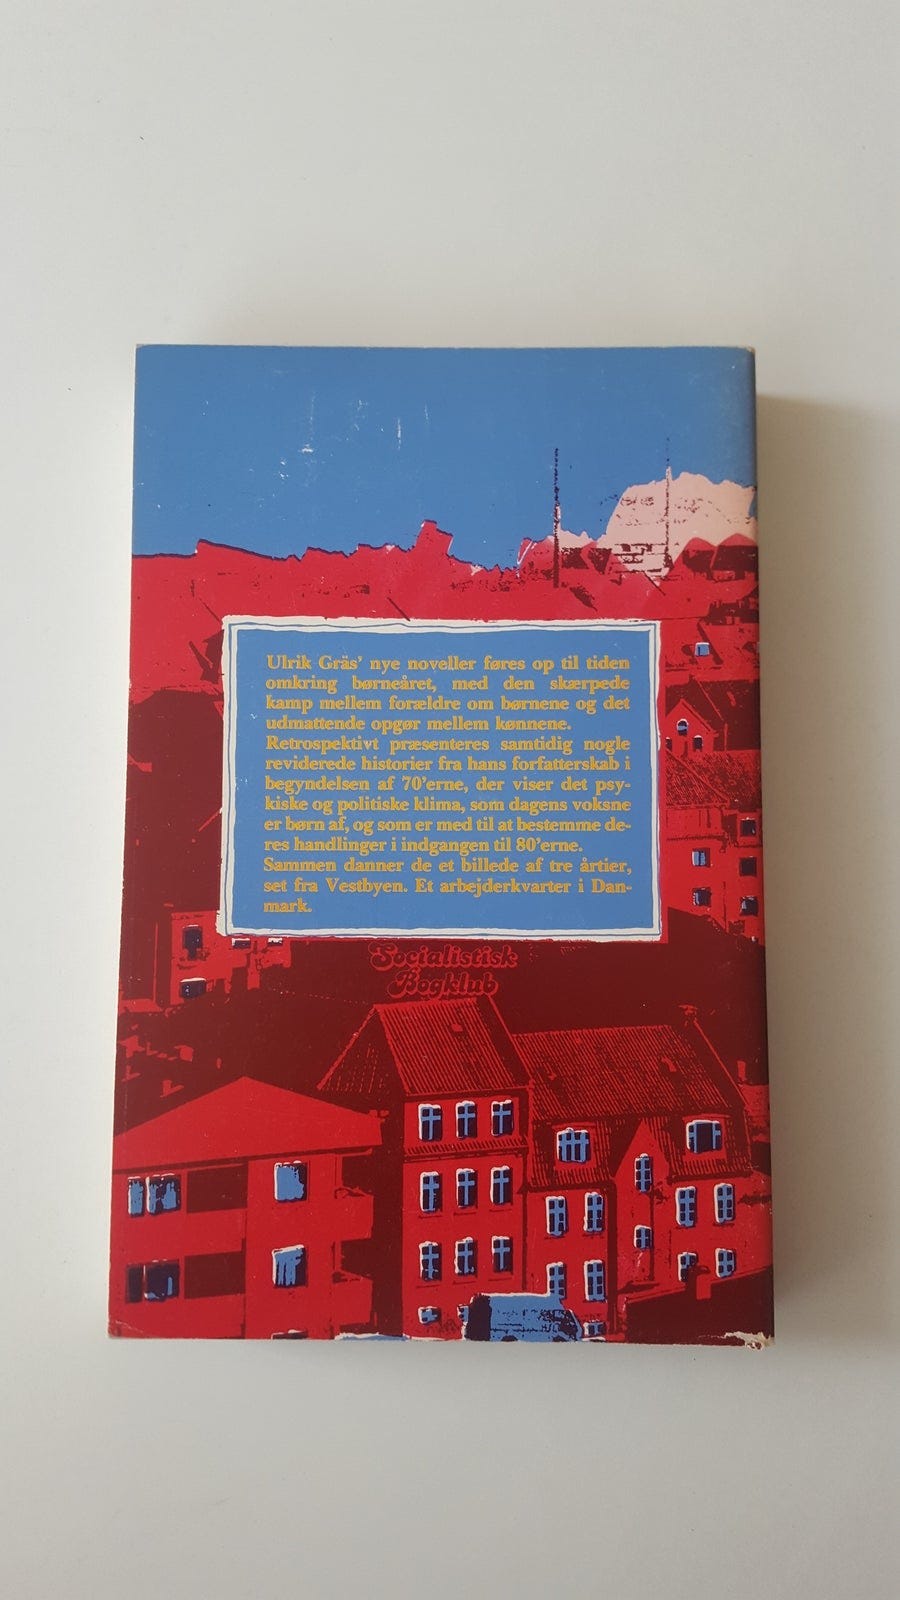 Ulrik Gräs' nye noveller føres op til tiden
omkring børneåret, med den skærpede
kamp mellem forældre om børnene og det
udmattende opgør mellem kønnene.
Retrospektivt præsenteres samtidig nogle
reviderede historier fra hans forfatterskab i
begyndelsen af 70'erne, der viser det psy-
kiske og politiske klima, som dagens voksne
er børn af, og som er med til at bestemme de-
res handlinger i indgangen til 80'erne.
Sammen danner de et billede af tre årtier,
set fra Vestbyen. Et arbejderkvarter i Dan-
mark.
Socialistisk
Bogklub